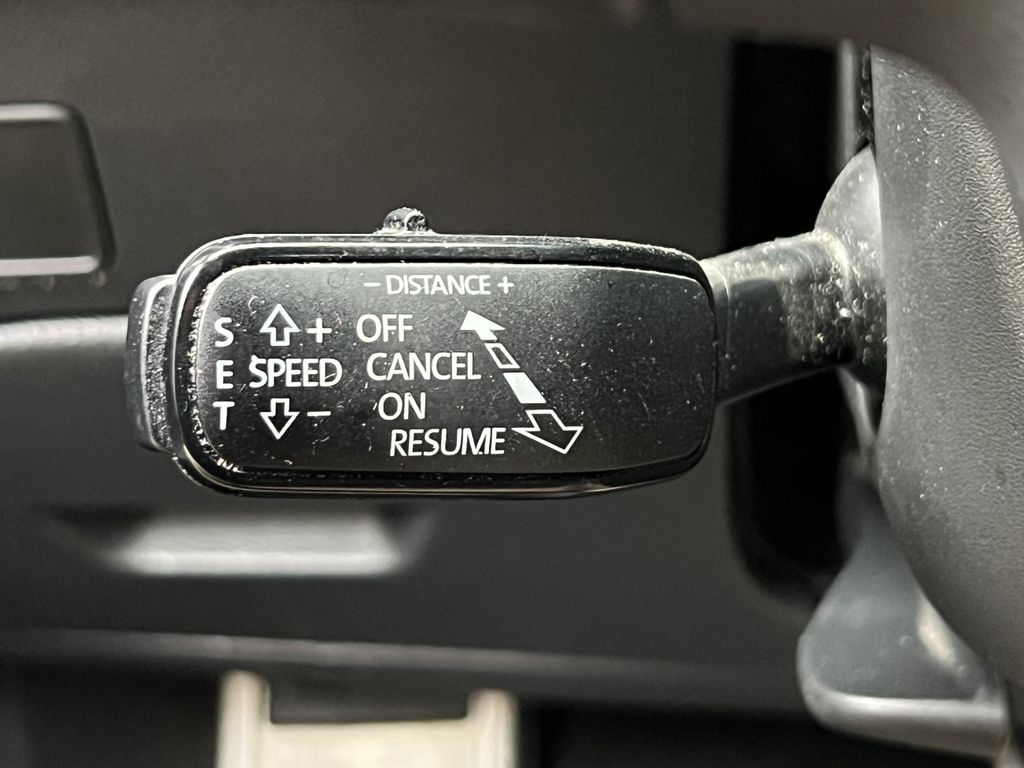 – DISTANCE +
S + OFF
E SPEED CANCEL
T – ON
RESUME